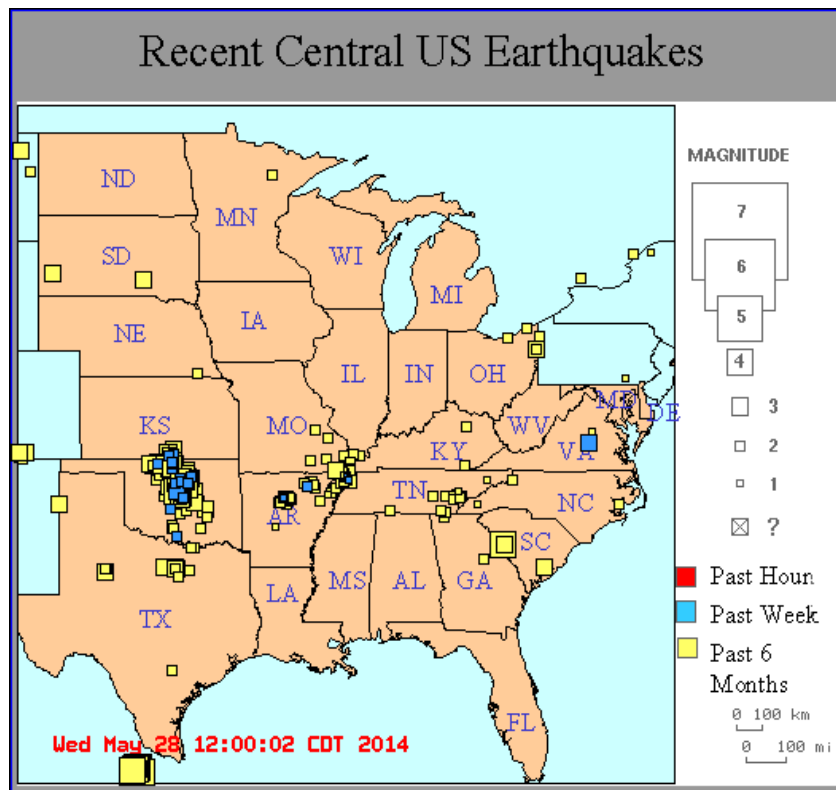 Recent Central US Earthquakes
MAGNITUDE
7
6
5
4
3
2
1
?
ND
MN
SD
WI
MI
NE
IA
IL
IN
OH
KS
MO
WV
MD
DE
KY
VA
TN
NC
AR
SC
MS
AL
GA
LA
TX
FL
Past Hour
Past Week
Past 6
Months
0 100 km
0 100 mi
Wed May 28 12:00:02 CDT 2014